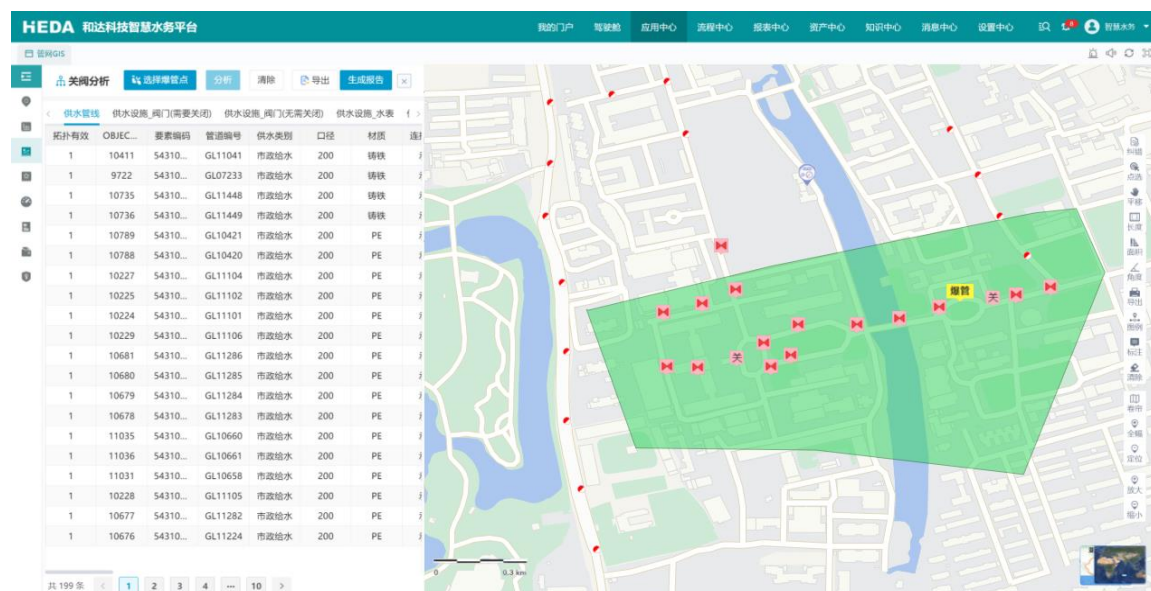 HEDA 和达科技智慧水务平台
我的门户 驾驶舱 应用中心 流程中心 报表中心 资产中心 知识中心 消息中心 设置中心 8 智慧水务
管网GIS
关阀分析 选择爆管点 分析 清除 导出 生成报告
供水管线 供水设施_阀门(需要关闭) 供水设施_阀门(无需关闭) 供水设施_水表
拓扑有效 OBJEC... 要素编码 管道编号 供水类别 口径 材质
1 10411 54310... GL11041 市政给水 200 铸铁
1 9722 54310... GL07233 市政给水 200 铸铁
1 10735 54310... GL11448 市政给水 200 铸铁
1 10736 54310... GL11449 市政给水 200 铸铁
1 10789 54310... GL10421 市政给水 200 PE
1 10788 54310... GL10420 市政给水 200 PE
1 10227 54310... GL11104 市政给水 200 PE
1 10225 54310... GL11102 市政给水 200 PE
1 10224 54310... GL11101 市政给水 200 PE
1 10229 54310... GL11106 市政给水 200 PE
1 10681 54310... GL11286 市政给水 200 PE
1 10680 54310... GL11285 市政给水 200 PE
1 10679 54310... GL11284 市政给水 200 PE
1 10678 54310... GL11283 市政给水 200 PE
1 11035 54310... GL10660 市政给水 200 PE
1 11036 54310... GL10661 市政给水 200 PE
1 11031 54310... GL10658 市政给水 200 PE
1 10228 54310... GL11105 市政给水 200 PE
1 10677 54310... GL11282 市政给水 200 PE
1 10676 54310... GL11224 市政给水 200 PE
共 199 条 1 2 3 4 ... 10
爆管
关
关
0 0.3 km
纠错
点选
平移
长度
面积
角度
导出
图例
标注
清除
卷帘
全幅
定位
放大
缩小